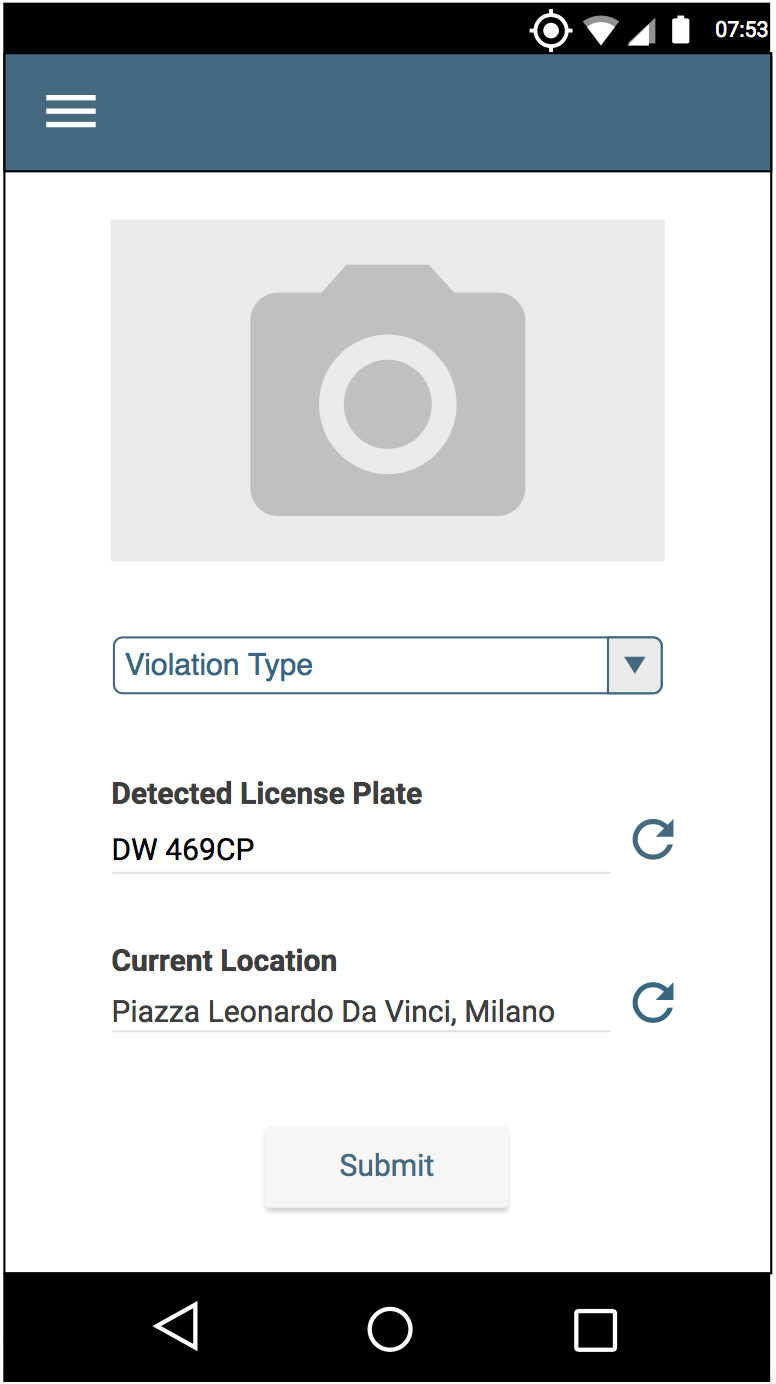 07:53
Violation Type
Detected License Plate
DW 469CP
Current Location
Piazza Leonardo Da Vinci, Milano
Submit